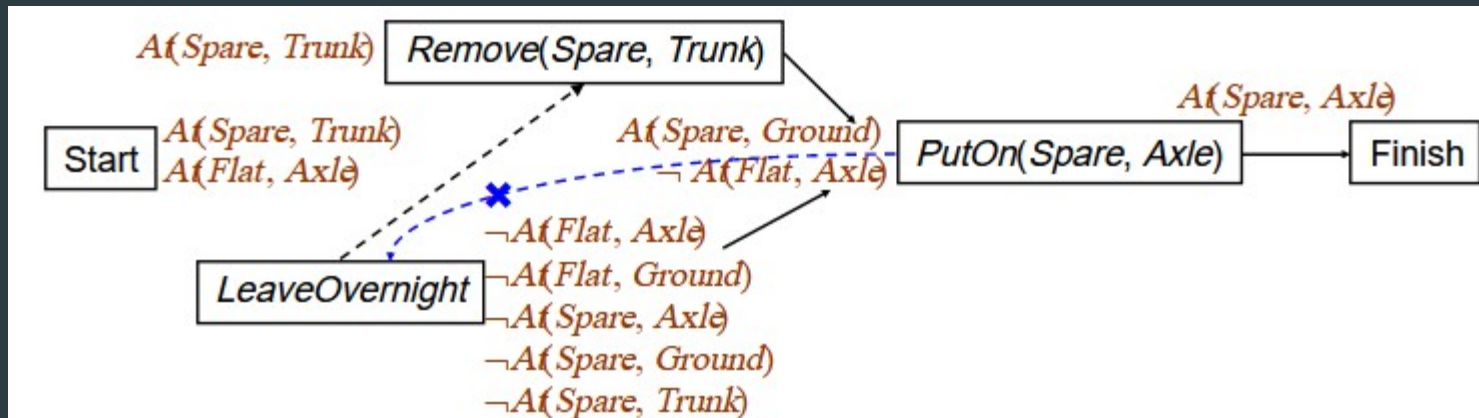 At(Spare, Trunk)
Remove(Spare, Trunk)
Start
At(Spare, Trunk)
At(Flat, Axle)
At(Spare, Ground)
¬ At(Flat, Axle)
PutOn(Spare, Axle)
At(Spare, Axle)
Finish
LeaveOvernight
¬At(Flat, Axle)
¬At(Flat, Ground)
¬At(Spare, Axle)
¬At(Spare, Ground)
¬At(Spare, Trunk)